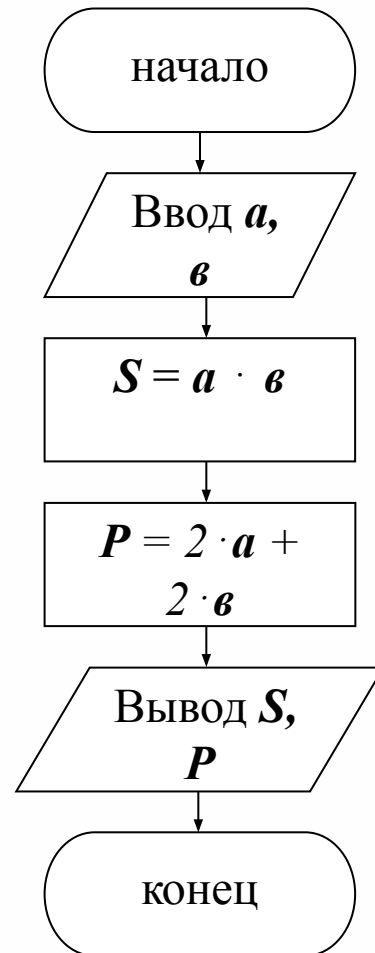 начало
Ввод а,
в
S = а · в
P = 2 · а +
2 · в
Вывод S,
P
конец